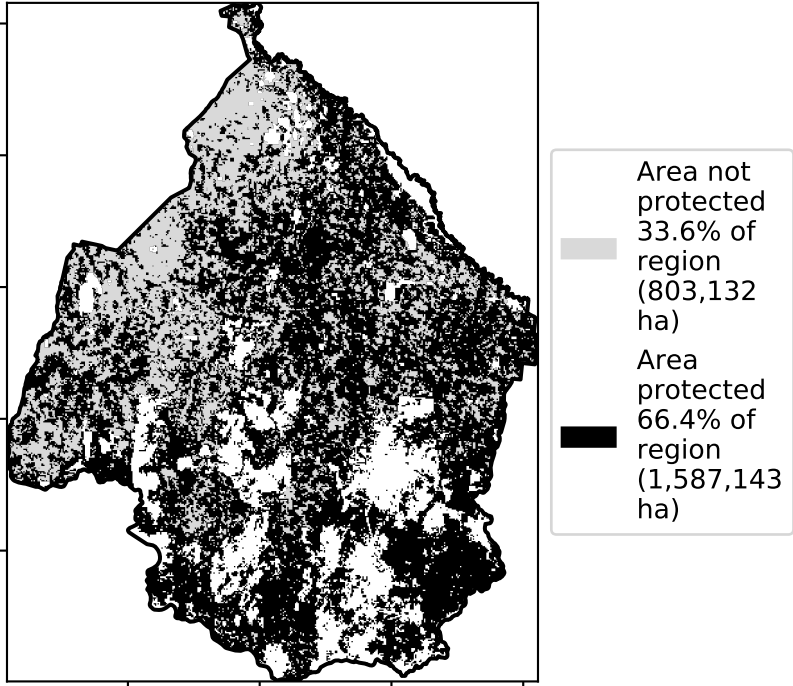 Area not
protected
33.6% of
region
(803,132
ha)
Area
protected
66.4% of
region
(1,587,143
ha)